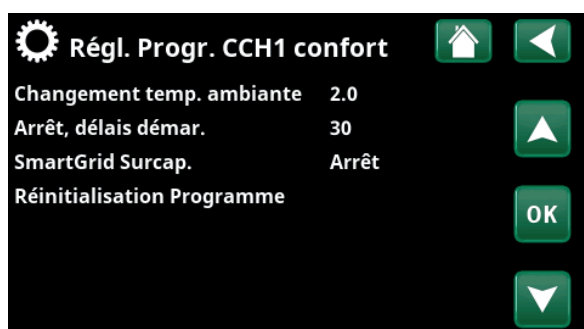 Régl. Progr. CCH1 confort
Changement temp. ambiante 2.0
Arrêt, délais démar. 30
SmartGrid Surcap. Arrêt
Réinitialisation Programme
OK